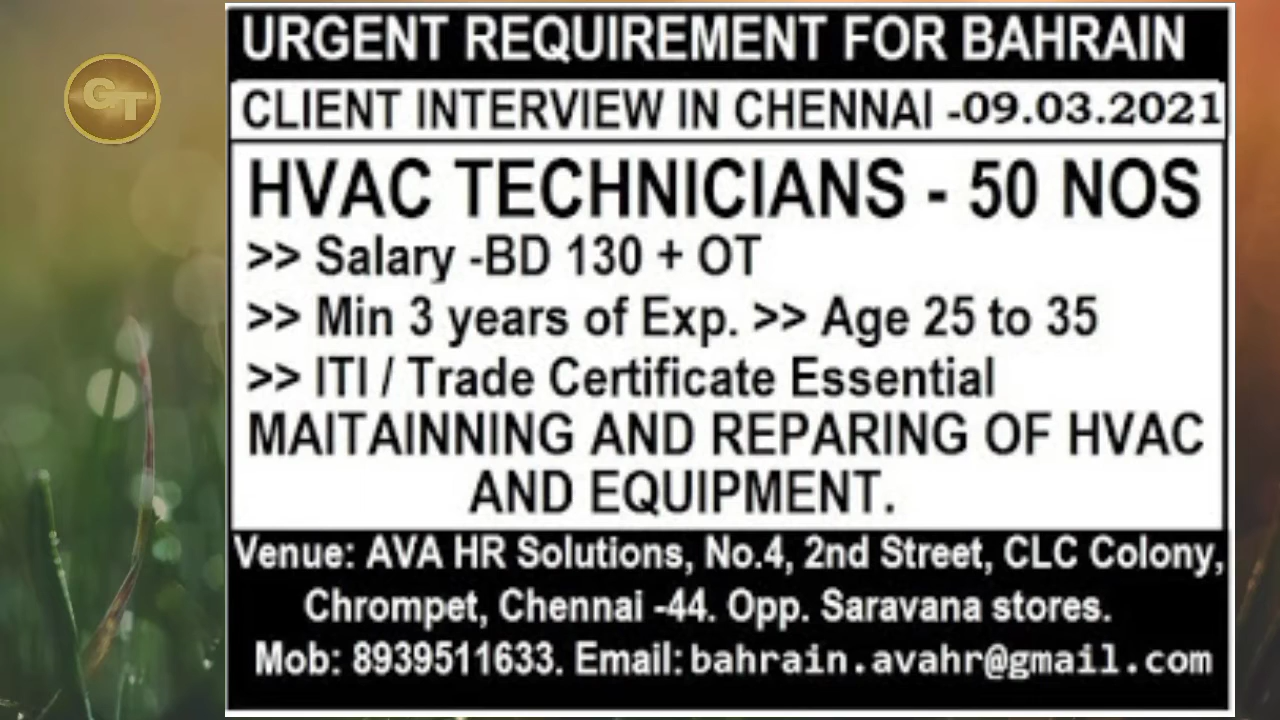 GT
URGENT REQUIREMENT FOR BAHRAIN
CLIENT INTERVIEW IN CHENNAI -09.03.2021
HVAC TECHNICIANS - 50 NOS
>> Salary -BD 130 + OT
>> Min 3 years of Exp. >> Age 25 to 35
>> ITI / Trade Certificate Essential
MAITAINNING AND REPARING OF HVAC
AND EQUIPMENT.
Venue: AVA HR Solutions, No.4, 2nd Street, CLC Colony,
Chrompet, Chennai -44. Opp. Saravana stores.
Mob: 8939511633. Email: bahrain.avahr@gmail.com